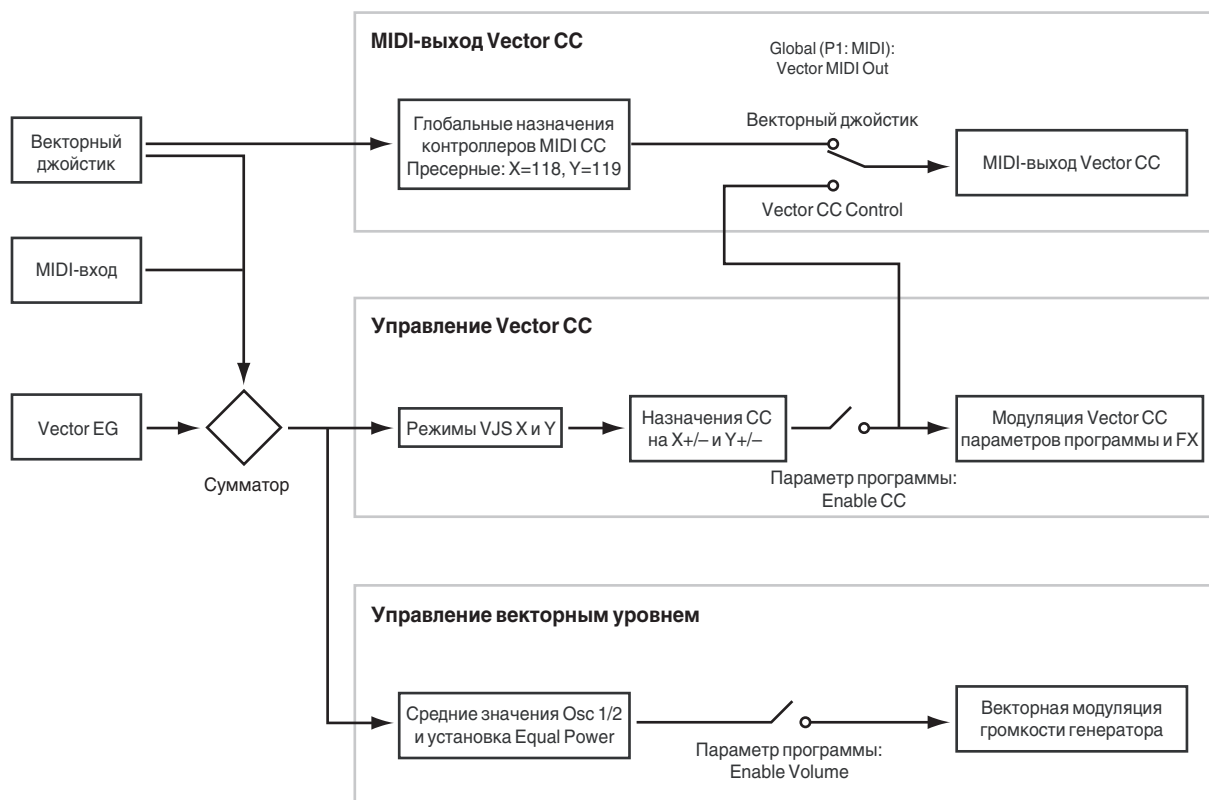 MIDI-выход Vector CC
Global (P1: MIDI):
Vector MIDI Out
Векторный
джойстик
Глобальные назначения
контроллеров MIDI CC
Пресерные: X=118, Y=119
Векторный джойстик
Vector CC Control
MIDI-выход Vector CC
MIDI-вход
Управление Vector CC
Vector EG
Сумматор
Режимы VJS X и Y
Назначения CC
на X+/– и Y+/–
Параметр программы:
Enable CC
Модуляция Vector CC
параметров программы и FX
Управление векторным уровнем
Средние значения Osc 1/2
и установка Equal Power
Параметр программы:
Enable Volume
Векторная модуляция
громкости генератора